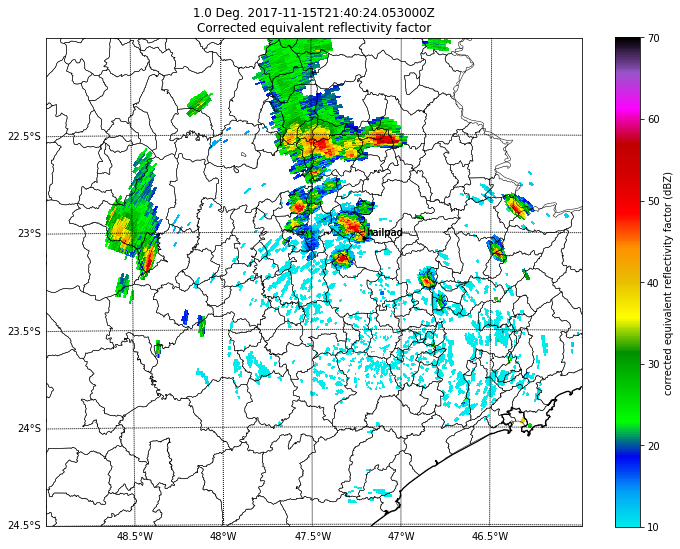 1.0 Deg. 2017-11-15T21:40:24.053000Z
Corrected equivalent reflectivity factor
70
60
50
40
30
20
10
corrected equivalent reflectivity factor (dBZ)
22.5°S
23°S
23.5°S
24°S
24.5°S
hailpad
48.5°W
48°W
47.5°W
47°W
46.5°W